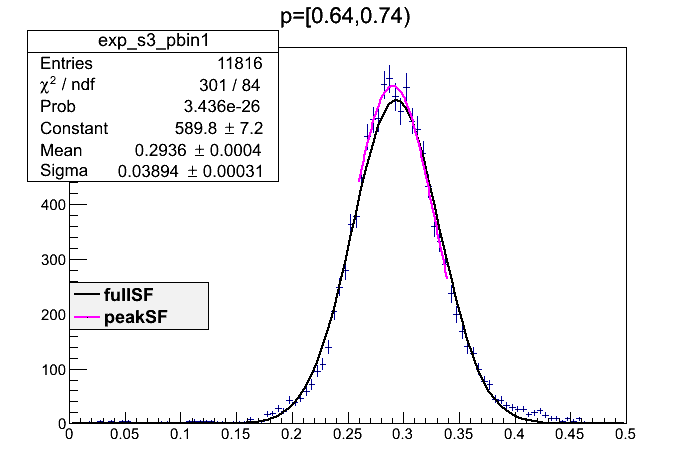 p=[0.64,0.74)
exp_s3_pbin1
Entries 11816
χ² / ndf 301 / 84
Prob 3.436e-26
Constant 589.8 ± 7.2
Mean 0.2936 ± 0.0004
Sigma 0.03894 ± 0.00031
400
300
fullSF
peakSF
200
100
0
0 0.05 0.1 0.15 0.2 0.25 0.3 0.35 0.4 0.45 0.5